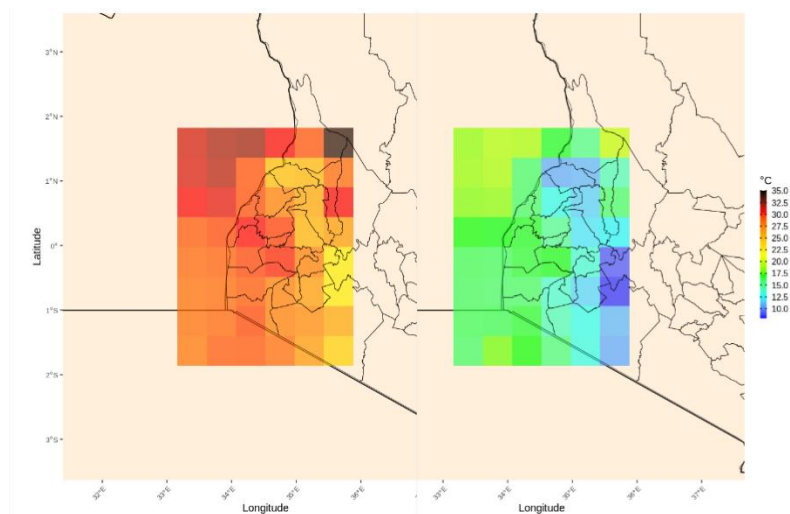 3°N
2°N
1°N
0°
1°S
2°S
3°S
Latitude
32°E
33°E
34°E
35°E
36°E
Longitude
33°E
34°E
35°E
36°E
37°E
Longitude
°C
35.0
32.5
30.0
27.5
25.0
22.5
20.0
17.5
15.0
12.5
10.0